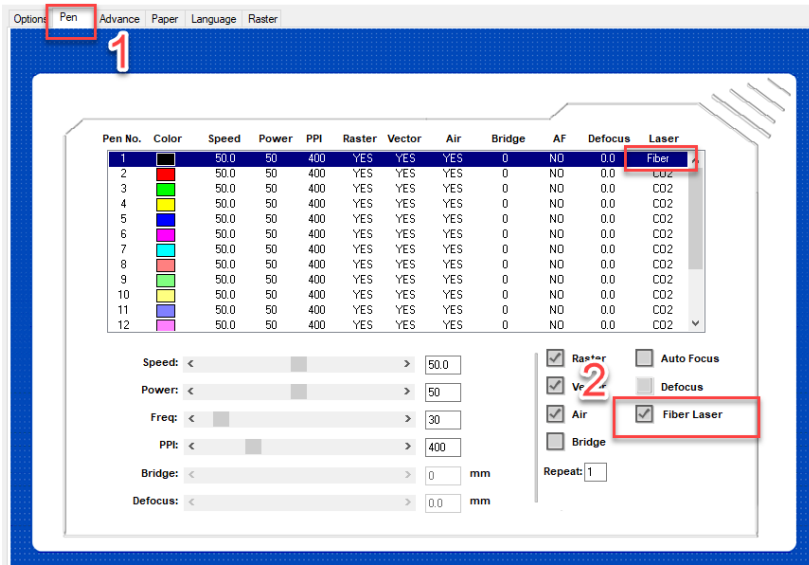 Options Pen Advance Paper Language Raster
1
Pen No. Color Speed Power PPI Raster Vector Air Bridge AF Defocus Laser
1 50.0 50 400 YES YES YES 0 NO 0.0 Fiber
2 50.0 50 400 YES YES YES 0 NO 0.0 CO2
3 50.0 50 400 YES YES YES 0 NO 0.0 CO2
4 50.0 50 400 YES YES YES 0 NO 0.0 CO2
5 50.0 50 400 YES YES YES 0 NO 0.0 CO2
6 50.0 50 400 YES YES YES 0 NO 0.0 CO2
7 50.0 50 400 YES YES YES 0 NO 0.0 CO2
8 50.0 50 400 YES YES YES 0 NO 0.0 CO2
9 50.0 50 400 YES YES YES 0 NO 0.0 CO2
10 50.0 50 400 YES YES YES 0 NO 0.0 CO2
11 50.0 50 400 YES YES YES 0 NO 0.0 CO2
12 50.0 50 400 YES YES YES 0 NO 0.0 CO2
Speed: 50.0
Power: 50
Freq: 30
PPI: 400
Bridge: 0 mm
Defocus: 0.0 mm
Raster Auto Focus
2
Vector Defocus
Air Fiber Laser
Bridge
Repeat: 1